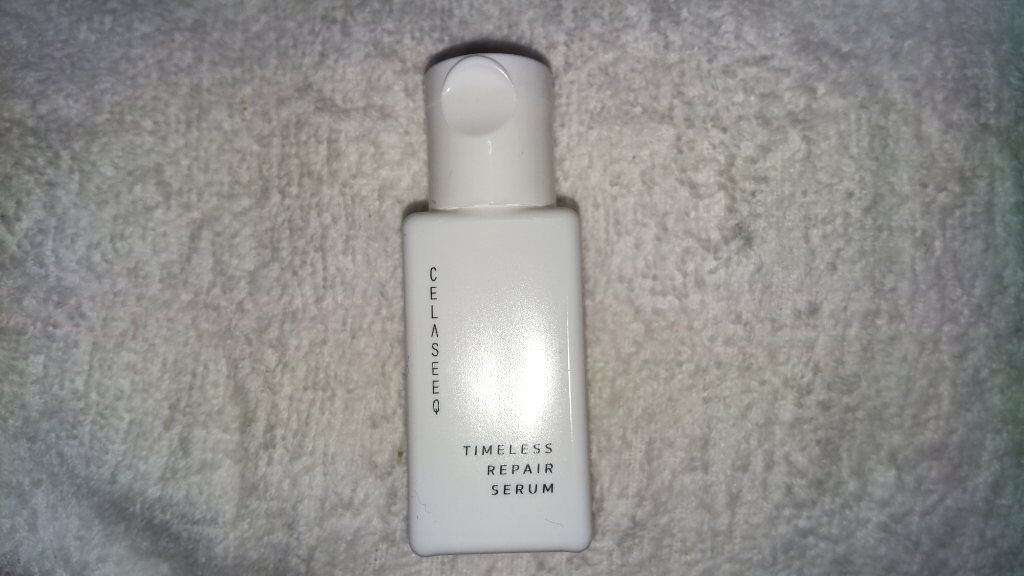 CELASEEQ
TIMELESS
REPAIR
SERUM